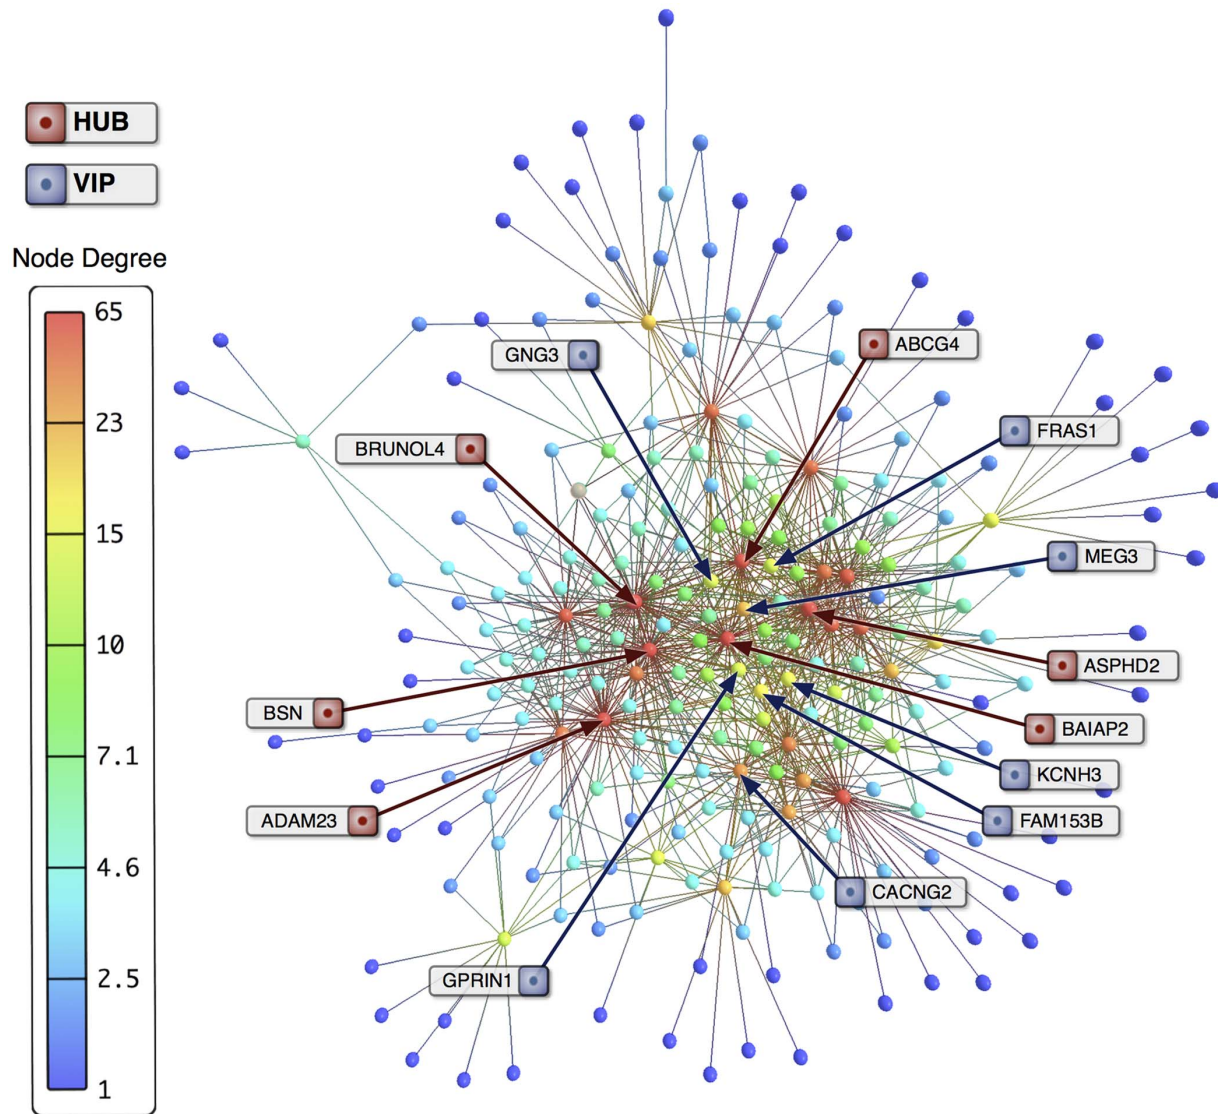 HUB
VIP
Node Degree
65
23
15
10
7.1
4.6
2.5
1
GNG3
ABCG4
BRUNOL4
FRAS1
MEG3
ASPHD2
BSN
BAIAP2
KCNH3
ADAM23
FAM153B
CACNG2
GPRIN1